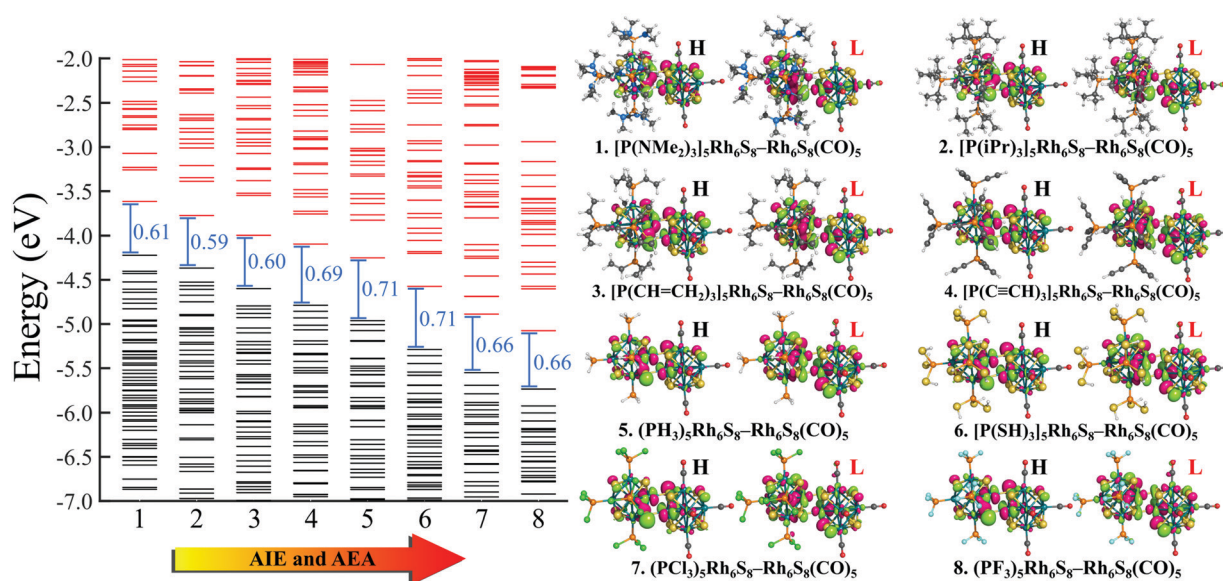 Energy (eV)
-2.0
-2.5
-3.0
-3.5
-4.0
-4.5
-5.0
-5.5
-6.0
-6.5
-7.0
0.61
0.59
0.60
0.69
0.71
0.71
0.66
0.66
1 2 3 4 5 6 7 8
AIE and AEA
H L
1. [P(NMe₂)₃]₅Rh₆S₈–Rh₆S₈(CO)₅
H L
2. [P(iPr)₃]₅Rh₆S₈–Rh₆S₈(CO)₅
H L
3. [P(CH=CH₂)₃]₅Rh₆S₈–Rh₆S₈(CO)₅
H L
4. [P(C≡CH)₃]₅Rh₆S₈–Rh₆S₈(CO)₅
H L
5. (PH₃)₅Rh₆S₈–Rh₆S₈(CO)₅
H L
6. [P(SH)₃]₅Rh₆S₈–Rh₆S₈(CO)₅
H L
7. (PCl₃)₅Rh₆S₈–Rh₆S₈(CO)₅
H L
8. (PF₃)₅Rh₆S₈–Rh₆S₈(CO)₅